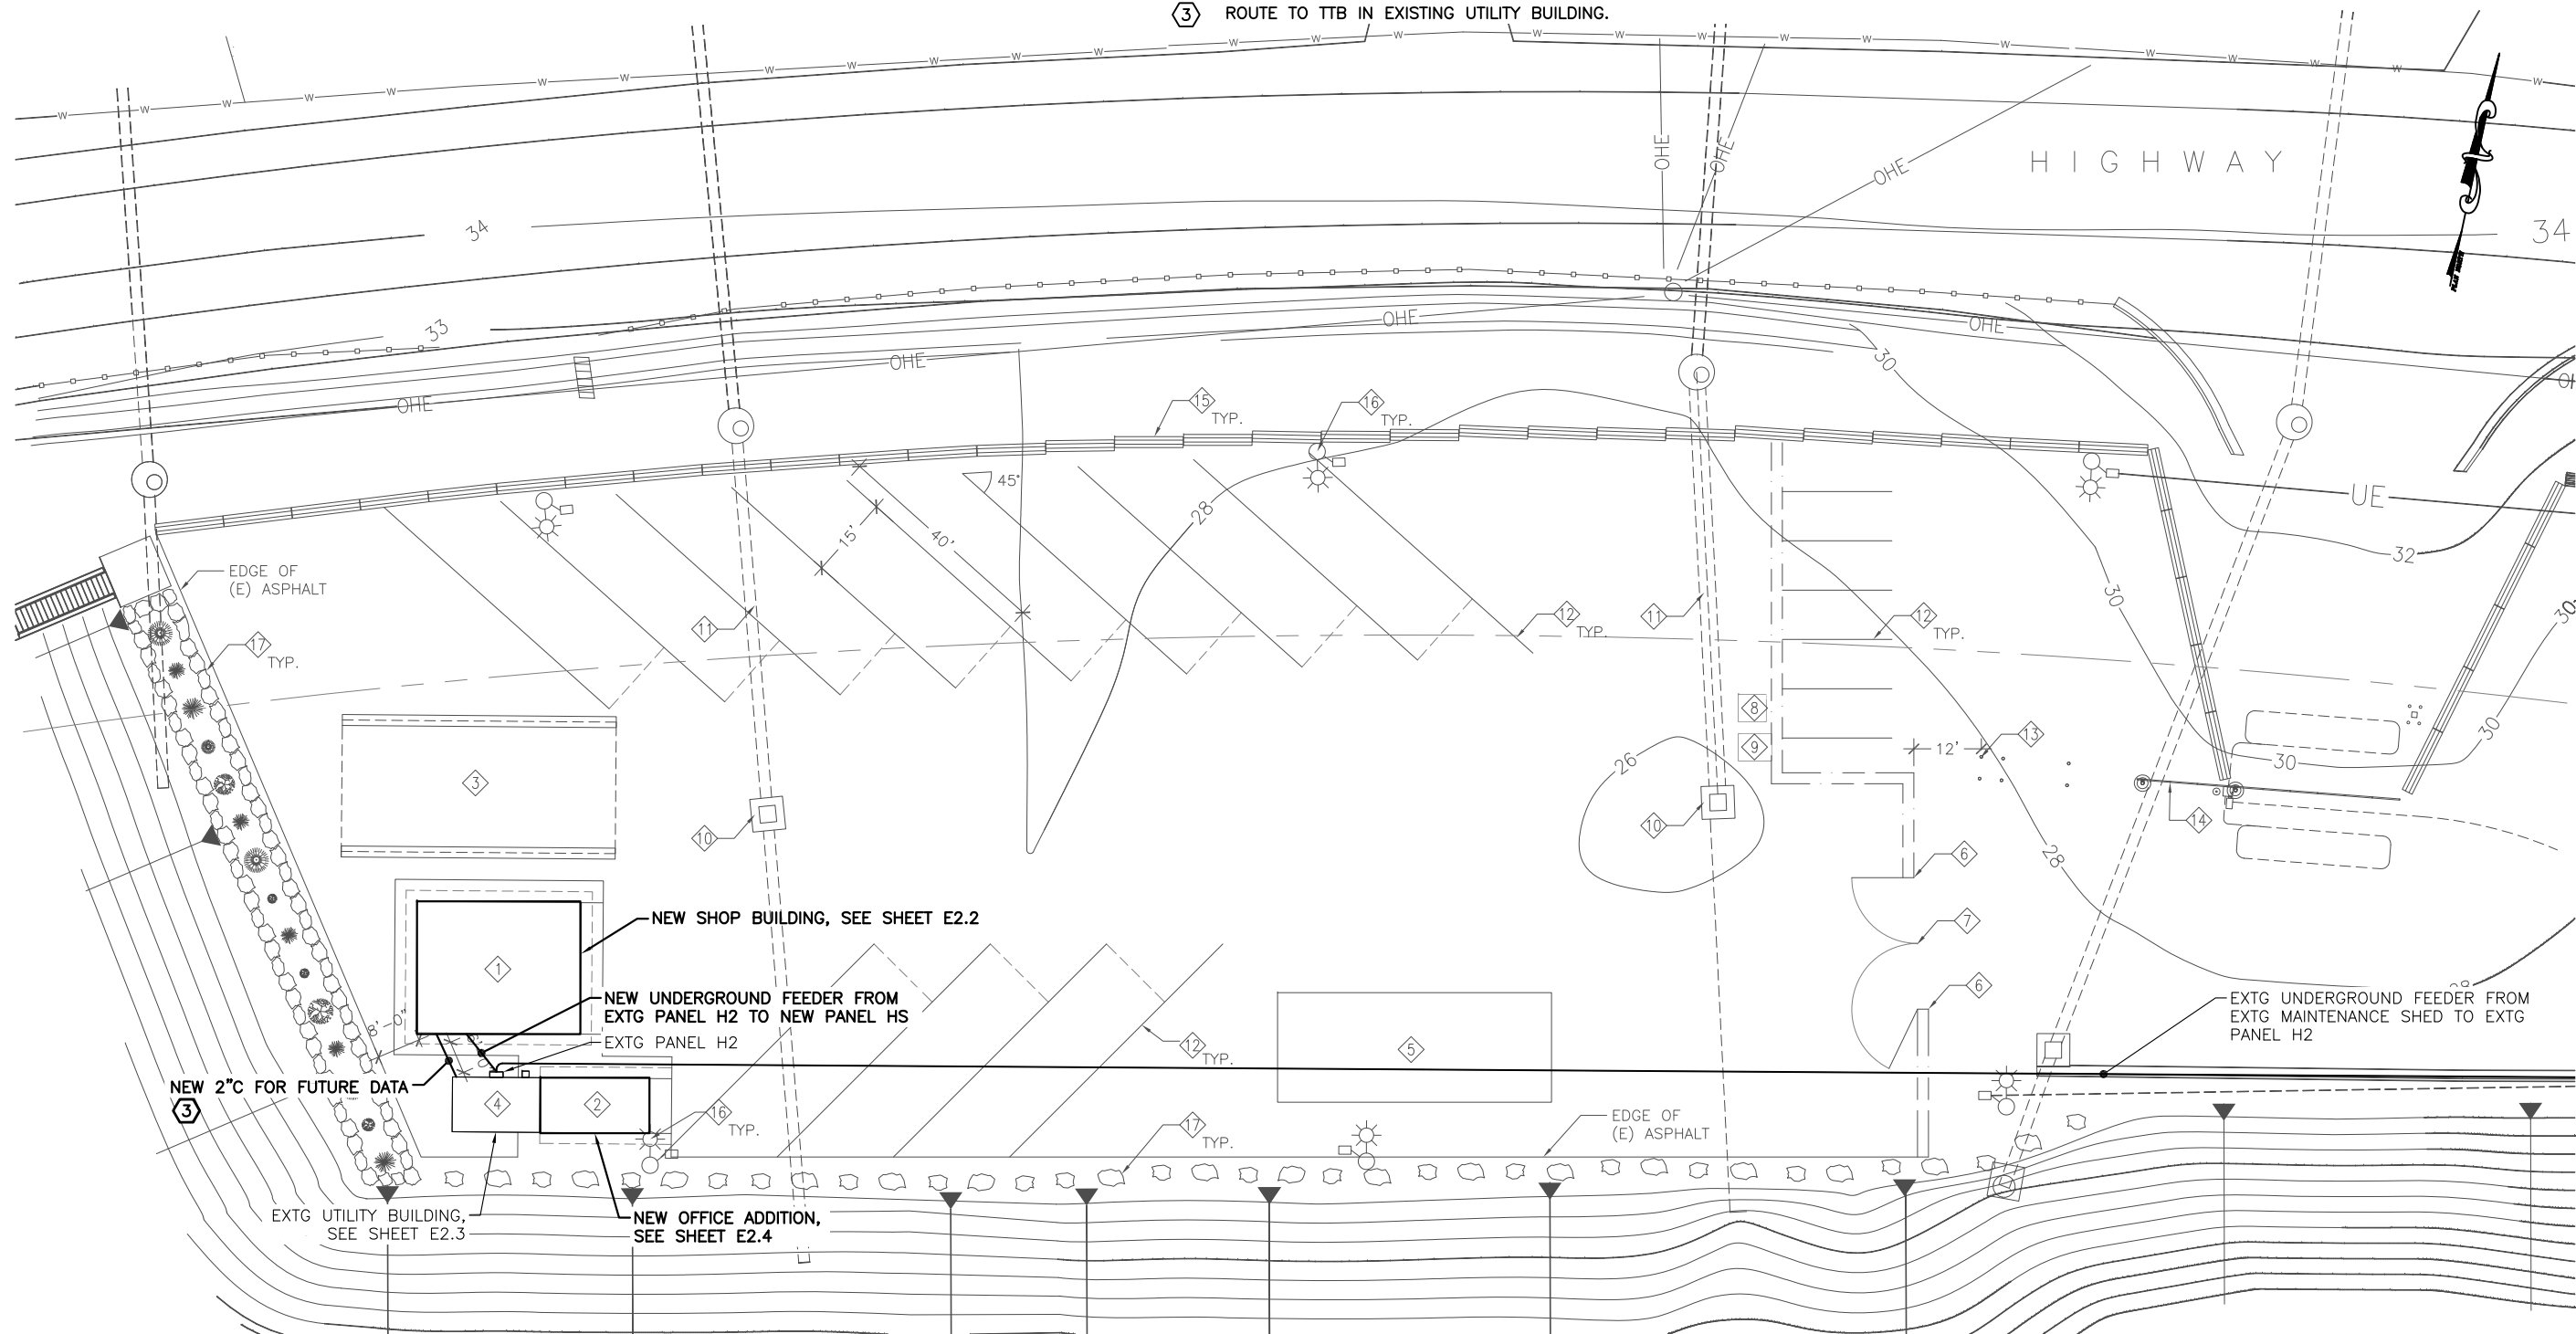 3 ROUTE TO TTB IN EXISTING UTILITY BUILDING.
W W W W W W W W W W W W W W W W W W W W W W W W W W W W
OHE
OHE
OHE
HIGHWAY
34
34
33
OHE
OHE
OHE
OHE
30
15
TYP.
16
TYP.
45°
28
15'
40'
UE
32
EDGE OF
(E) ASPHALT
17
TYP.
11
11
12
TYP.
12
TYP.
30
30
8
9
12'
13
30
30
3
26
10
10
14
28
6
7
6
NEW SHOP BUILDING, SEE SHEET E2.2
1
NEW UNDERGROUND FEEDER FROM
EXTG PANEL H2 TO NEW PANEL HS
EXTG PANEL H2
8'-0"
12
TYP.
5
EXTG UNDERGROUND FEEDER FROM
EXTG MAINTENANCE SHED TO EXTG
PANEL H2
NEW 2"C FOR FUTURE DATA
3
4
2
16
TYP.
17
TYP.
EDGE OF
(E) ASPHALT
EXTG UTILITY BUILDING,
SEE SHEET E2.3
NEW OFFICE ADDITION,
SEE SHEET E2.4